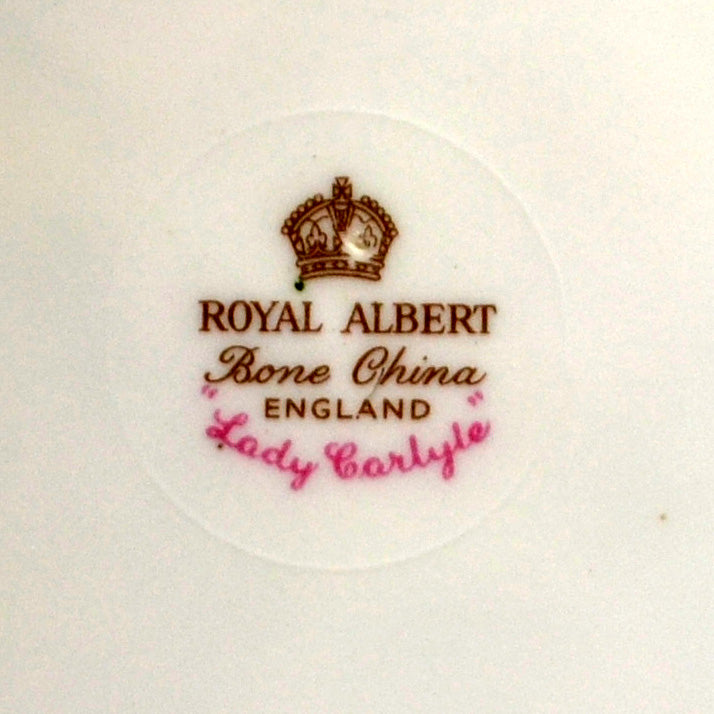 ROYAL ALBERT
Bone China
ENGLAND
"Lady Carlyle"